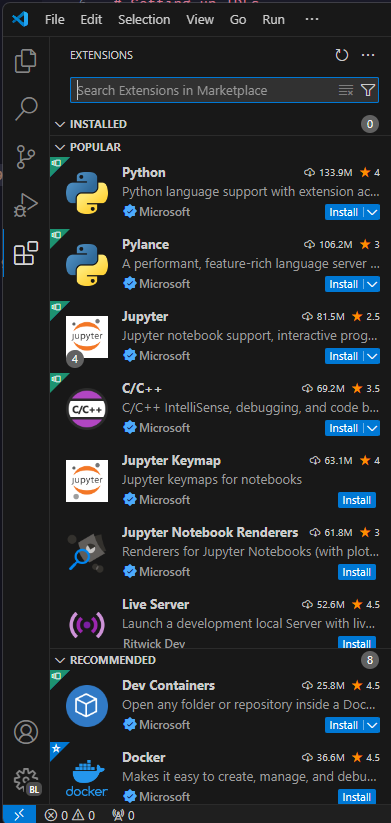 File Edit Selection View Go Run ...
EXTENSIONS
Search Extensions in Marketplace
INSTALLED 0
POPULAR
Python 133.9M 4
Python language support with extension ac...
Microsoft Install
Pylance 106.2M 3
A performant, feature-rich language server ...
Microsoft Install
Jupyter 81.5M 2.5
jupyter
Jupyter notebook support, interactive prog...
4
Microsoft Install
C/C++ 69.2M 3.5
C/C++
C/C++ IntelliSense, debugging, and code b...
Microsoft Install
Jupyter Keymap 63.1M 4
jupyter
Jupyter keymaps for notebooks
Microsoft Install
Jupyter Notebook Renderers 61.8M 3
Renderers for Jupyter Notebooks (with plot...
Microsoft Install
Live Server 52.6M 4.5
Launch a development local Server with liv...
Ritwick Dey Install
RECOMMENDED 8
Dev Containers 25.8M 4.5
Open any folder or repository inside a Doc...
Microsoft Install
Docker 36.6M 4.5
Makes it easy to create, manage, and debu...
docker
Microsoft Install
BL
0 0 0